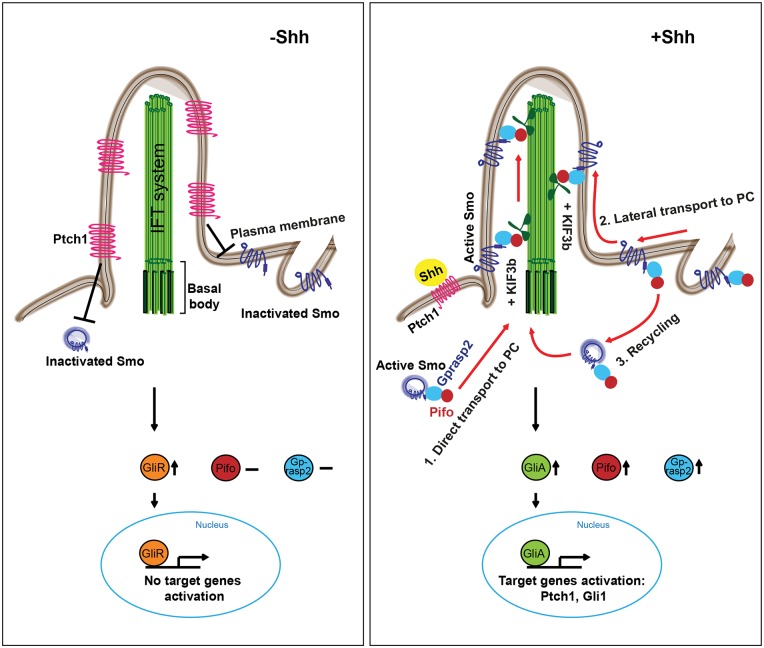 -Shh
IFT system
Ptch1
Plasma membrane
Basal
body
Inactivated Smo
Inactivated Smo
GliR
Pifo
Gp-
rasp2
Nucleus
GliR
No target genes
activation
+Shh
Active Smo
+ KIF3b
+ KIF3b
2. Lateral transport to PC
Shh
Ptch1
Active Smo
Gprasp2
Pifo
1. Direct transport to PC
3. Recycling
GliA
Pifo
Gp-
rasp2
Nucleus
GliA
Target genes activation:
Ptch1, Gli1